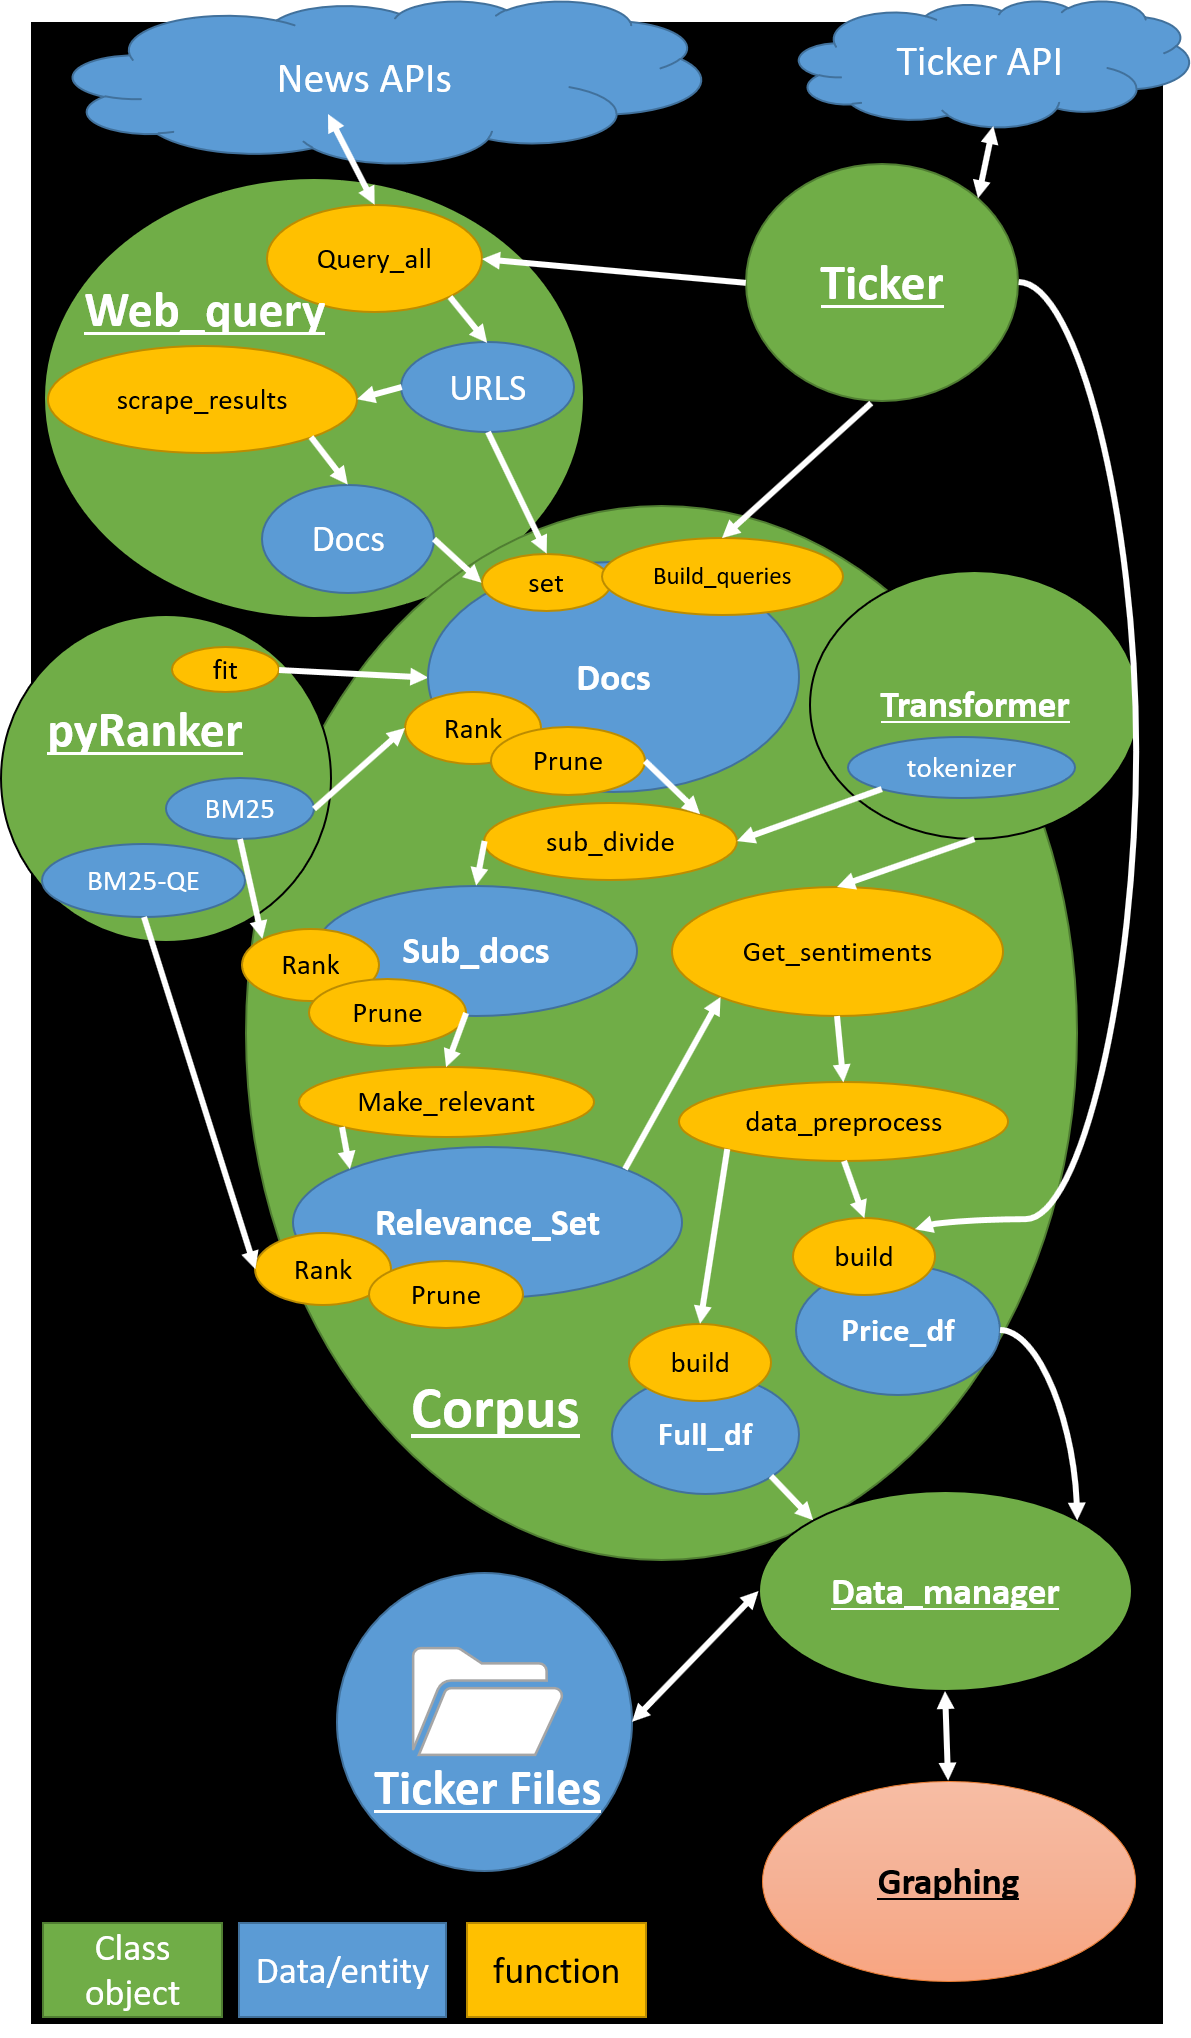 News APIs
Ticker API
Query_all
Ticker
Web_query
URLS
scrape_results
Docs
set
Build_queries
fit
Docs
Transformer
pyRanker
Rank
Prune
tokenizer
BM25
sub_divide
BM25-QE
Sub_docs
Get_sentiments
Rank
Prune
Make_relevant
data_preprocess
Relevance_Set
build
Rank
Prune
Price_df
build
Corpus
Full_df
Data_manager
Ticker Files
Graphing
Class
object
Data/entity
function